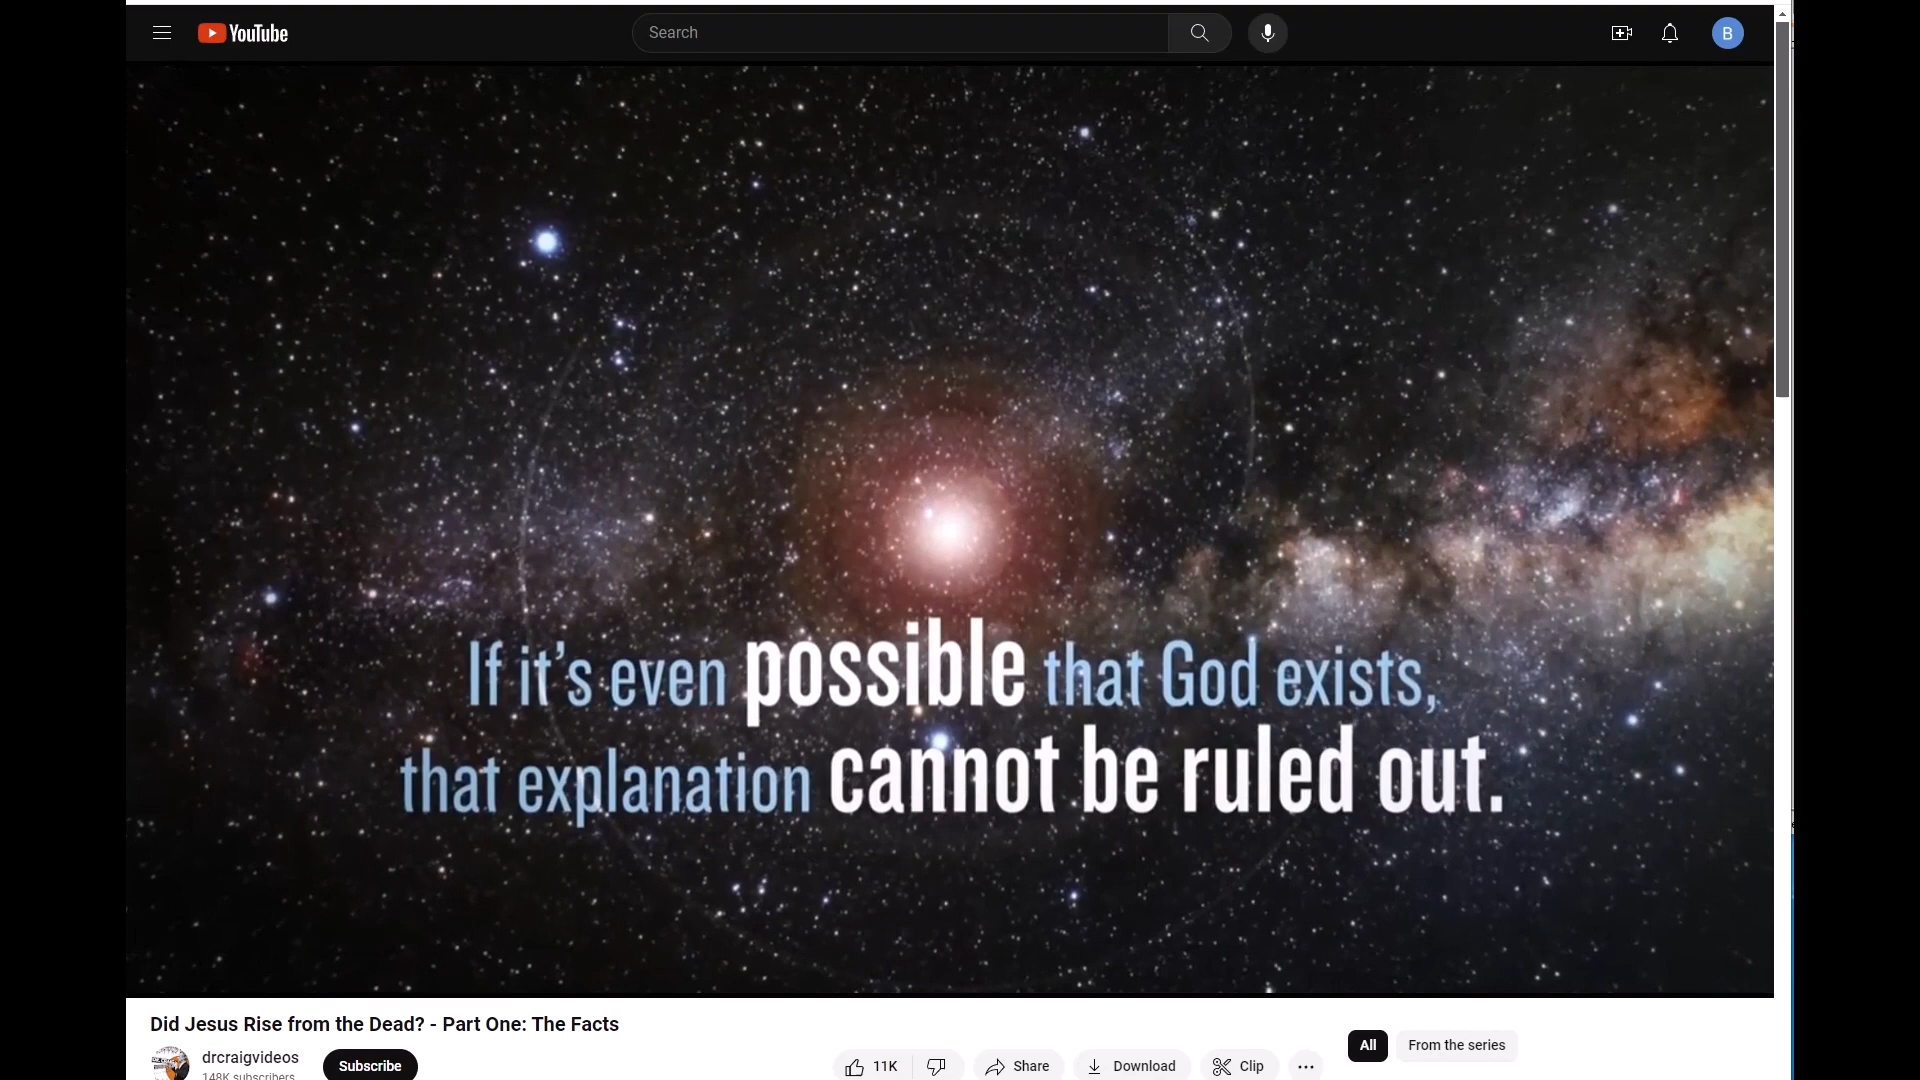 YouTube
Search
B
If it's even possible that God exists,
that explanation cannot be ruled out.
Did Jesus Rise from the Dead? - Part One: The Facts
drcraigvideos
148K subscribers
Subscribe
11K
Share
Download
Clip
All
From the series